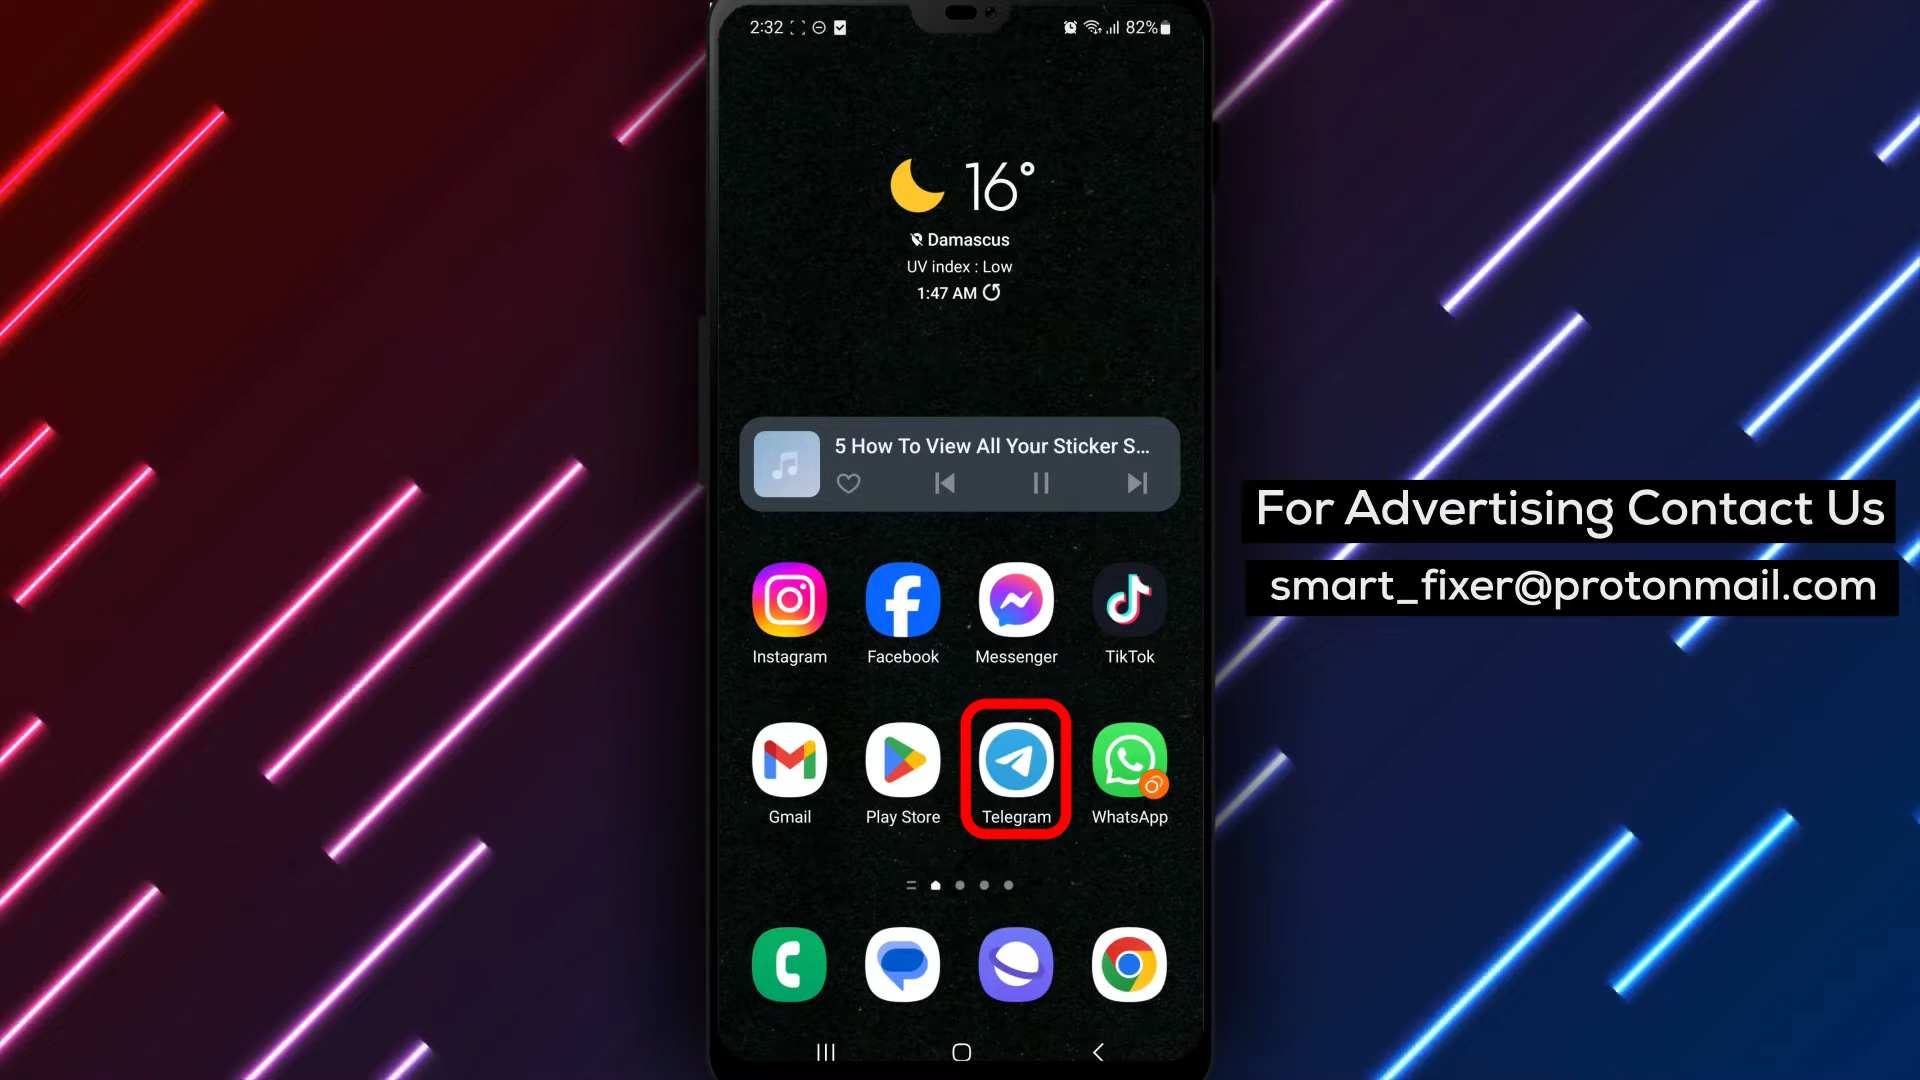 2:32
82%
16°
Damascus
UV index : Low
1:47 AM
5 How To View All Your Sticker S...
For Advertising Contact Us
smart_fixer@protonmail.com
Instagram
Facebook
Messenger
TikTok
Gmail
Play Store
Telegram
WhatsApp